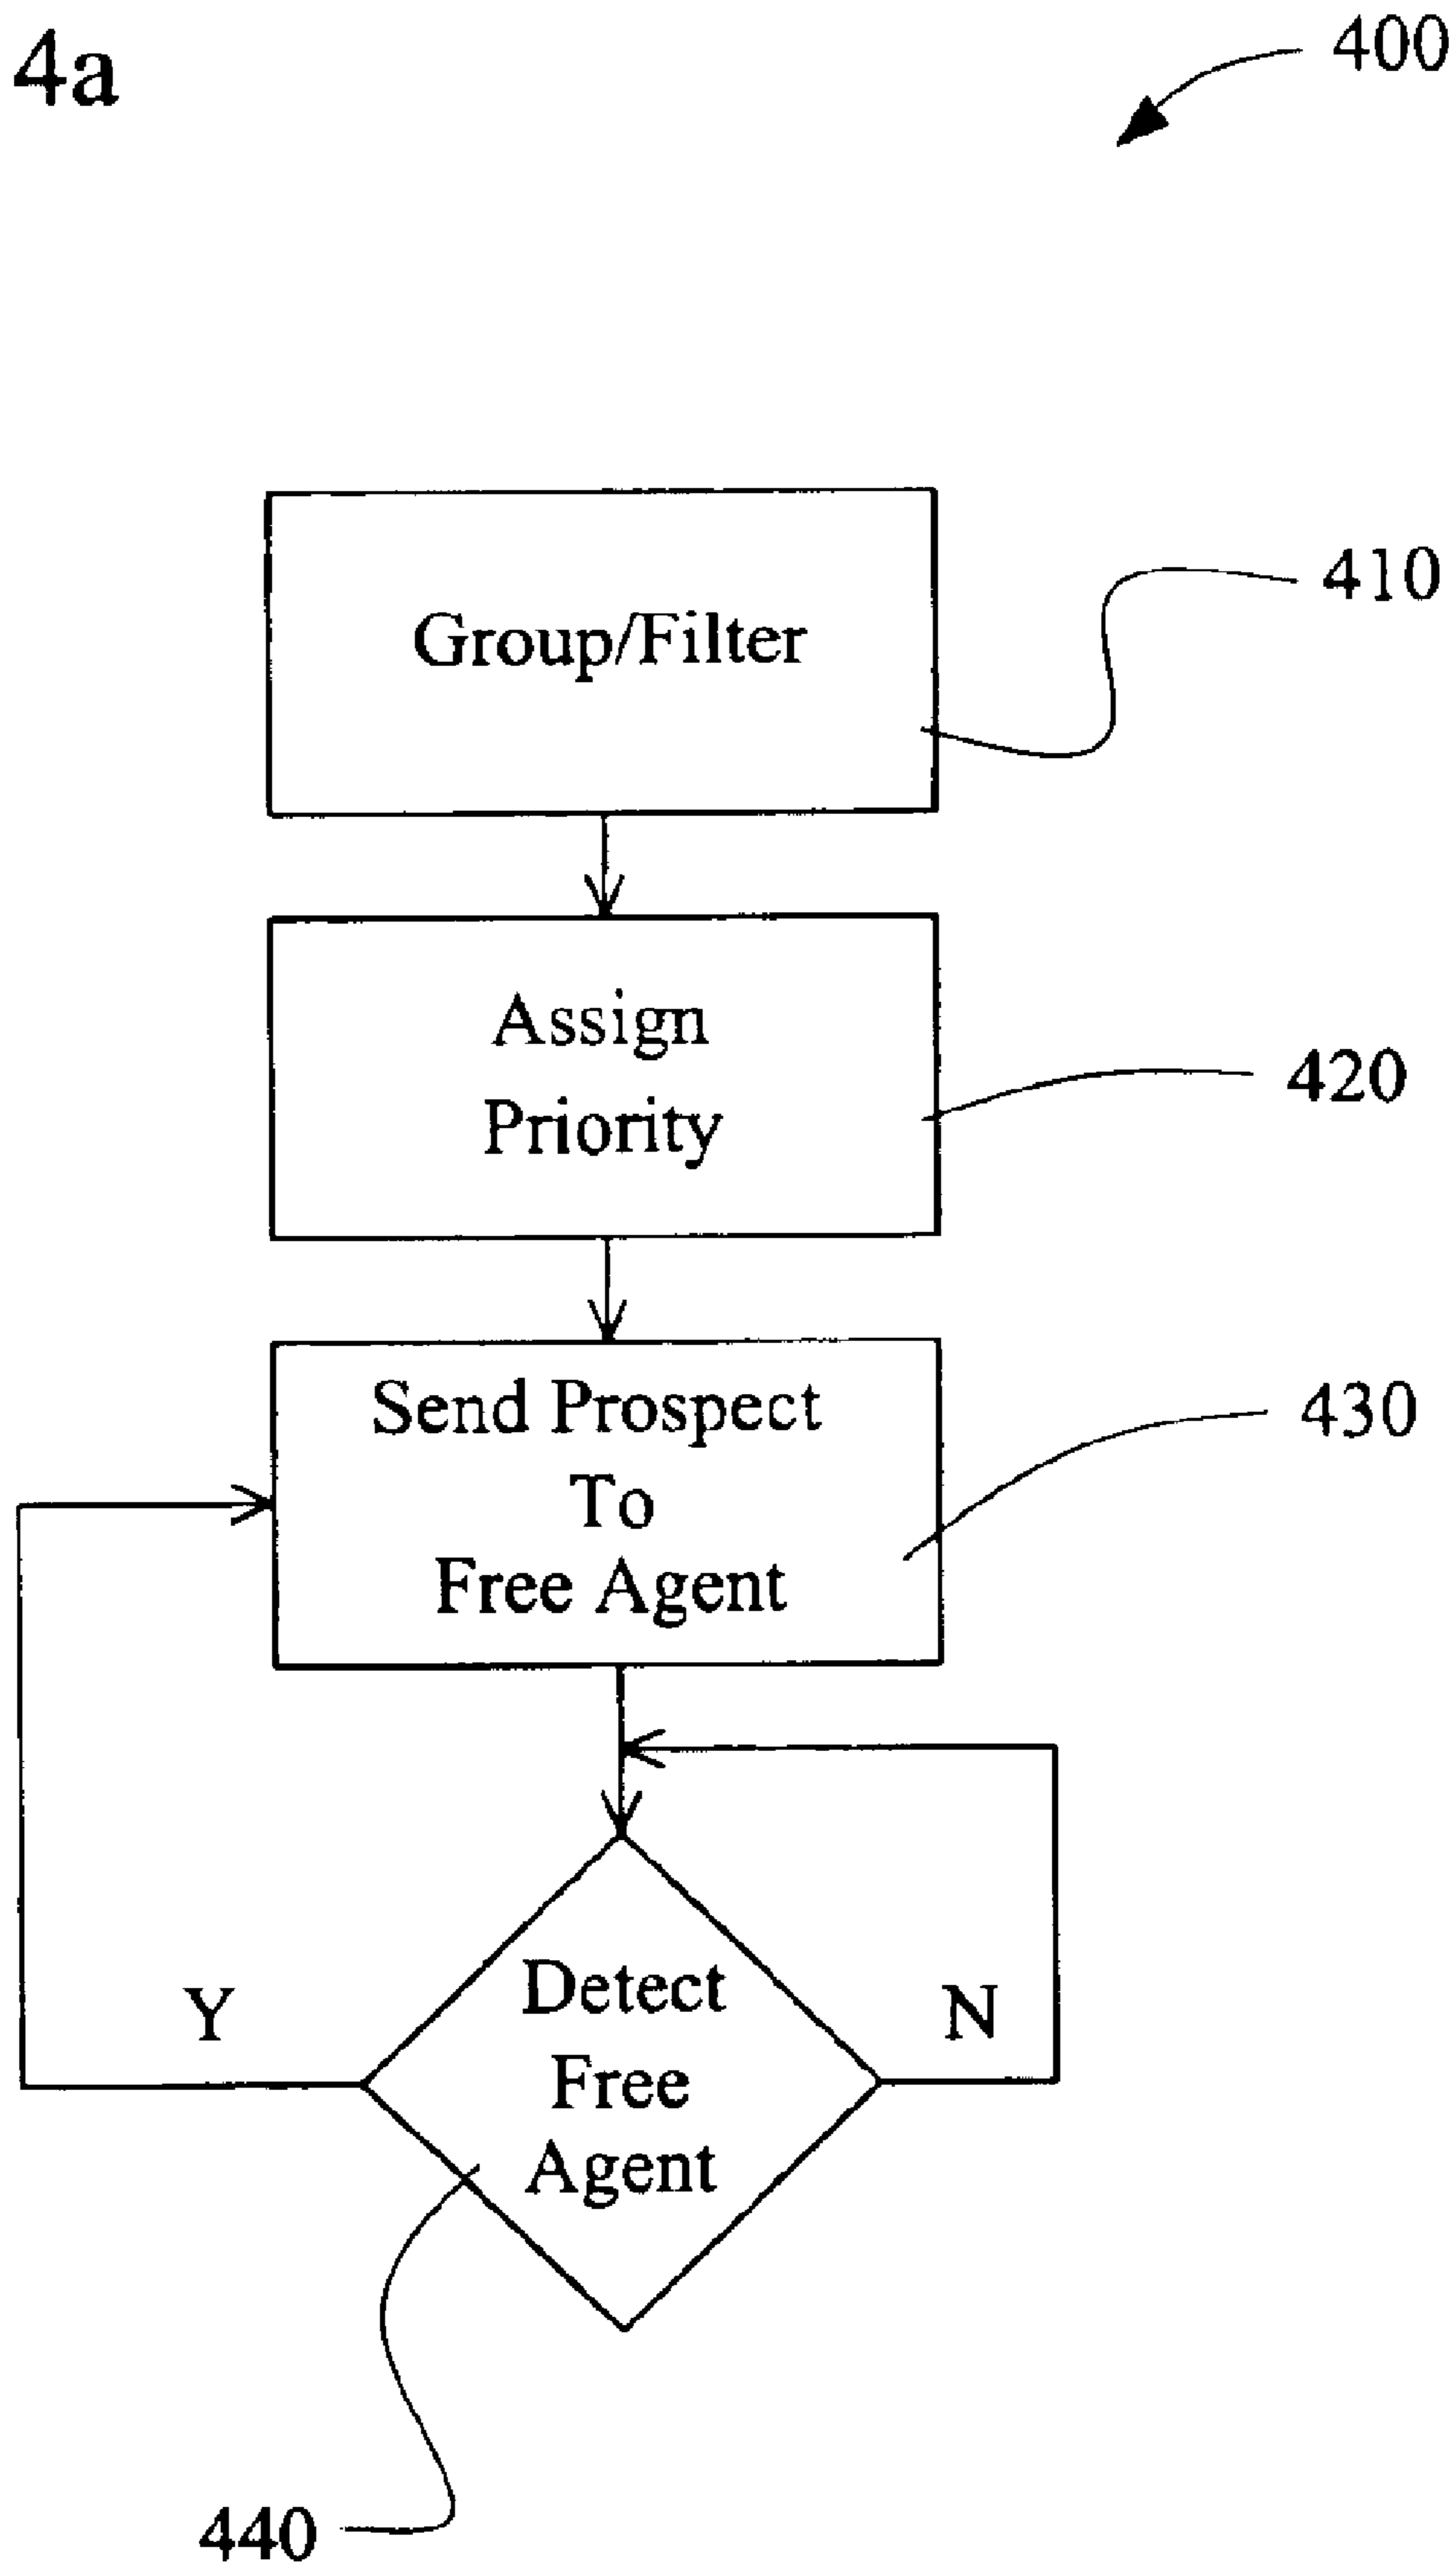 4a
400
Group/Filter
410
Assign
Priority
420
Send Prospect
To
Free Agent
430
Y
Detect
Free
Agent
N
440